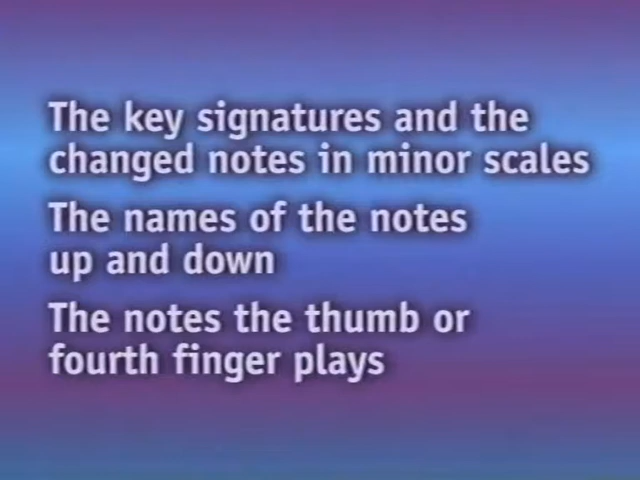 The key signatures and the
changed notes in minor scales
The names of the notes
up and down
The notes the thumb or
fourth finger plays